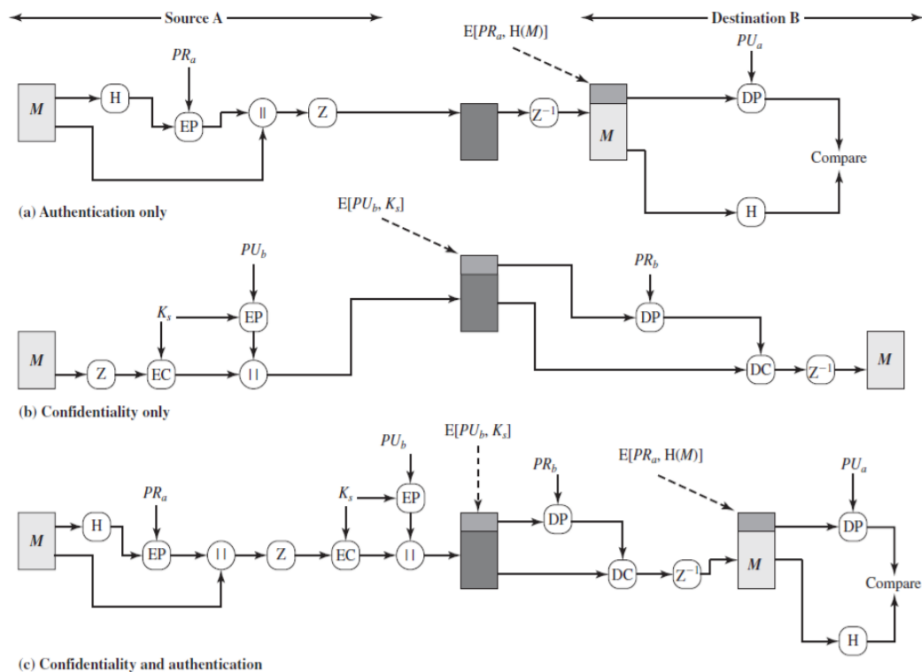 Source A
Destination B
E[PRa, H(M)]
PRa
PUa
M
H
EP
||
Z
Z−1
M
DP
Compare
H
(a) Authentication only
E[PUb, Ks]
PUb
PRb
Ks
EP
DP
M
Z
EC
||
DC
Z−1
M
(b) Confidentiality only
E[PUb, Ks]
PUb
PRb
E[PRa, H(M)]
PUa
PRa
Ks
EP
H
DP
DP
M
EP
||
Z
EC
||
DC
Z−1
M
Compare
H
(c) Confidentiality and authentication